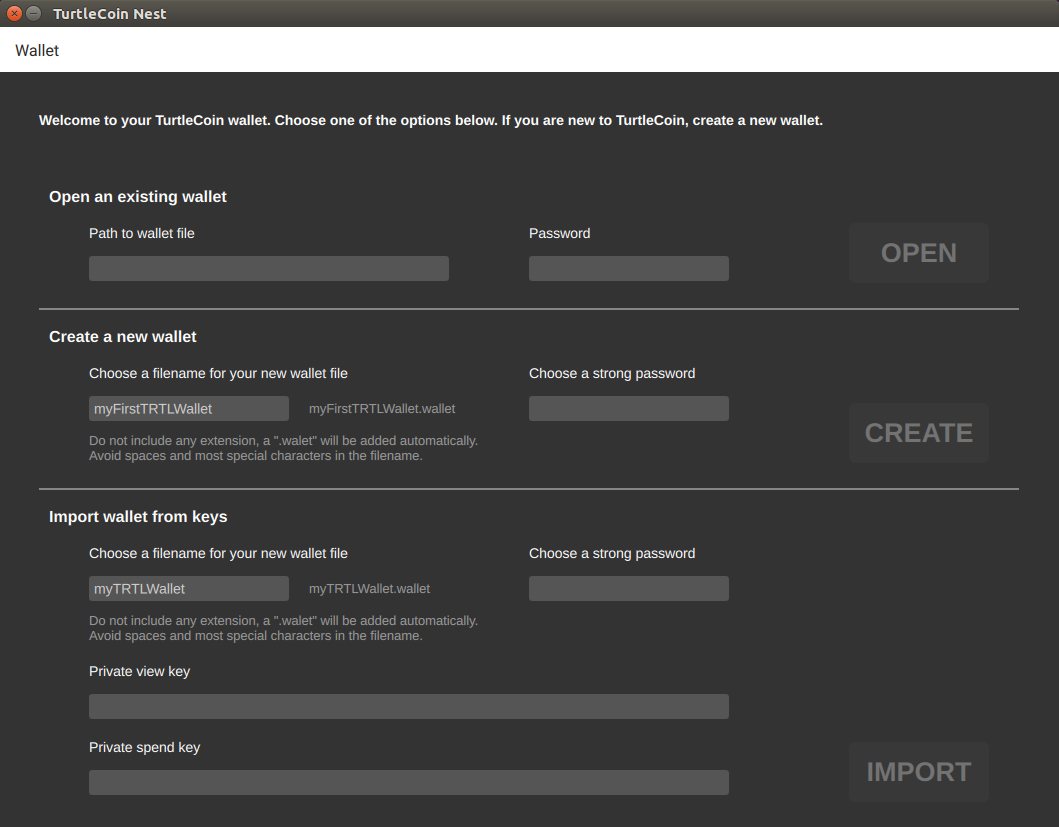 TurtleCoin Nest
Wallet
Welcome to your TurtleCoin wallet. Choose one of the options below. If you are new to TurtleCoin, create a new wallet.
Open an existing wallet
Path to wallet file
Password
OPEN
Create a new wallet
Choose a filename for your new wallet file
Choose a strong password
myFirstTRTLWallet
myFirstTRTLWallet.wallet
Do not include any extension, a ".walet" will be added automatically.
Avoid spaces and most special characters in the filename.
CREATE
Import wallet from keys
Choose a filename for your new wallet file
Choose a strong password
myTRTLWallet
myTRTLWallet.wallet
Do not include any extension, a ".walet" will be added automatically.
Avoid spaces and most special characters in the filename.
Private view key
Private spend key
IMPORT